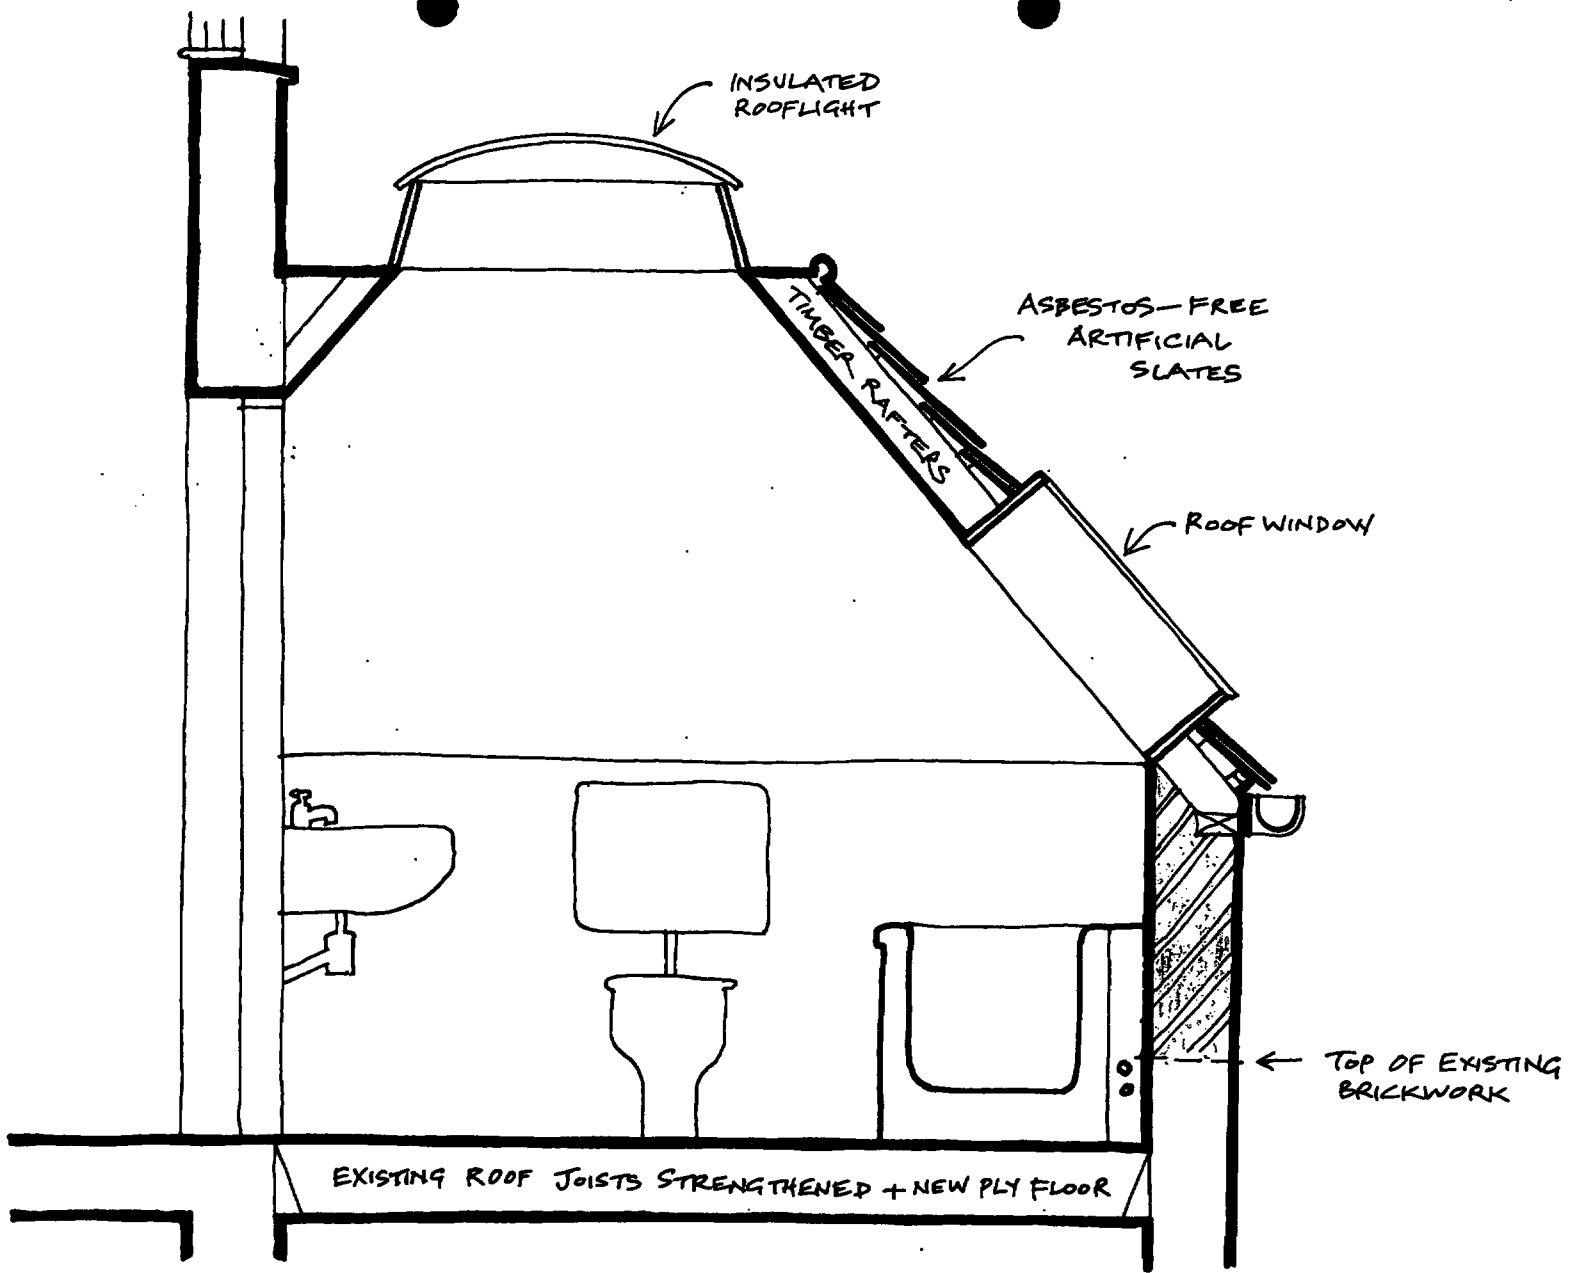 INSULATED
ROOFLIGHT
ASBESTOS-FREE
ARTIFICIAL
SLATES
TIMBER RAFTERS
ROOF WINDOW
TOP OF EXISTING
BRICKWORK
EXISTING ROOF JOISTS STRENGTHENED + NEW PLY FLOOR